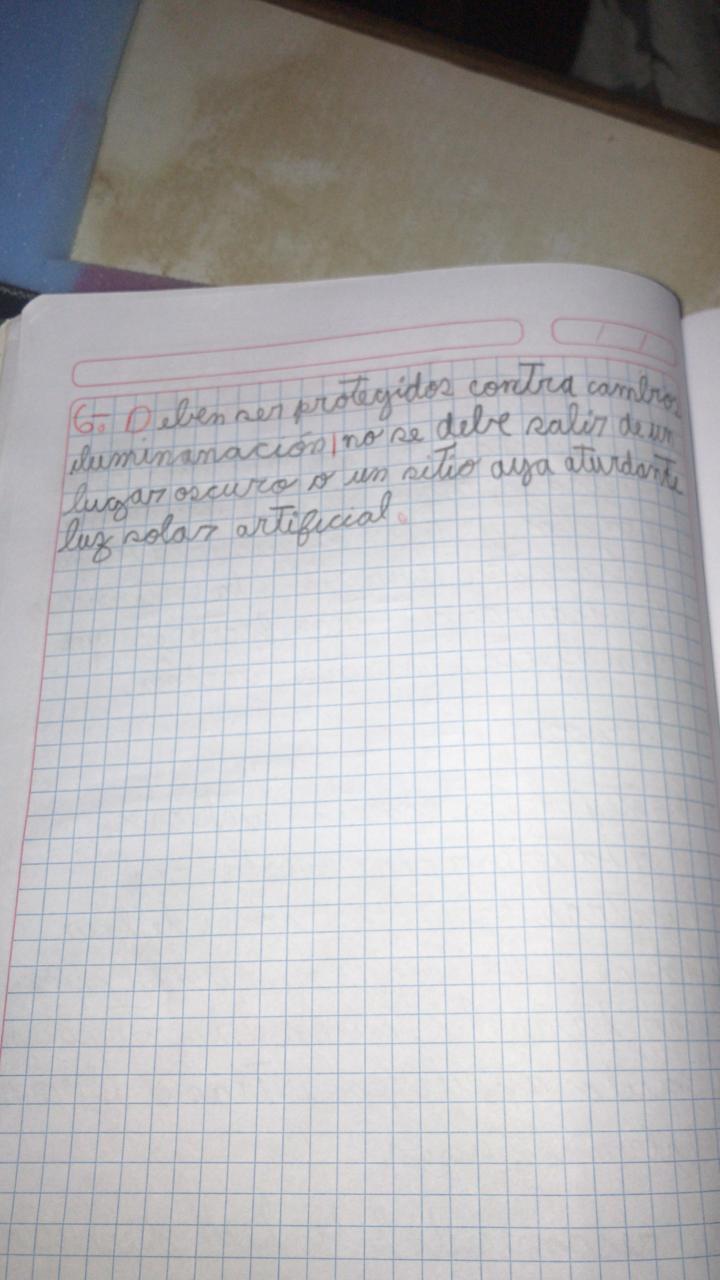 6.- Deben ser protegidos contra cambios
iluminanación, no se debe salir de un
lugar oscuro o un sitio aya aturdante
luz solar artificial.